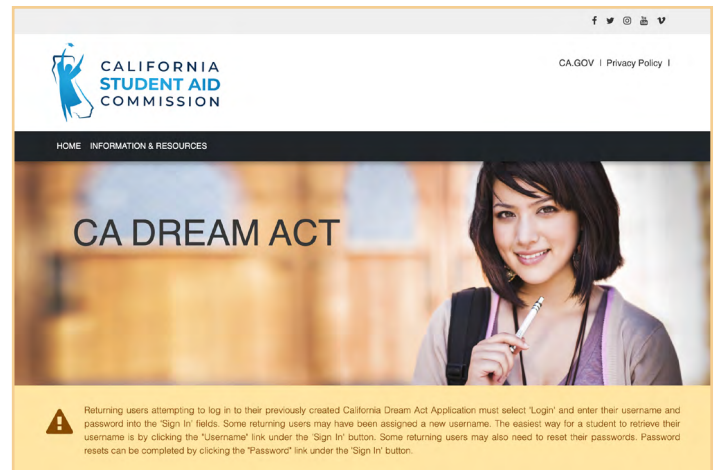 CALIFORNIA
STUDENT AID
COMMISSION
CA.GOV | Privacy Policy |
HOME INFORMATION & RESOURCES
CA DREAM ACT
Returning users attempting to log in to their previously created California Dream Act Application must select 'Login' and enter their username and
password into the 'Sign In' fields. Some returning users may have been assigned a new username. The easiest way for a student to retrieve their
username is by clicking the "Username" link under the 'Sign In' button. Some returning users may also need to reset their passwords. Password
resets can be completed by clicking the "Password" link under the 'Sign In' button.